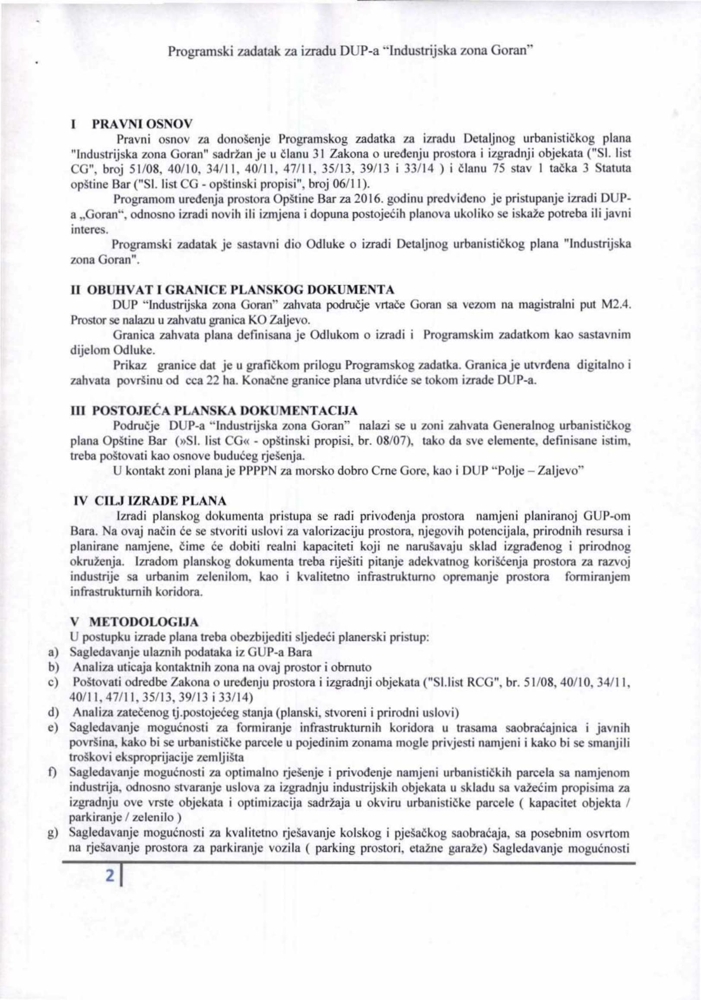 Programski zadatak za izradu DUP-a “Industrijska zona Goran”
I PRAVNI OSNOV
Pravni osnov za donošenje Programskog zadatka za izradu Detaljnog urbanističkog plana
"Industrijska zona Goran" sadržan je u članu 31 Zakona o uređenju prostora i izgradnji objekata ("Sl. list
CG", broj 51/08, 40/10, 34/11, 40/11, 47/11, 35/13, 39/13 i 33/14 ) i članu 75 stav 1 tačka 3 Statuta
opštine Bar ("Sl. list CG - opštinski propisi", broj 06/11).
Programom uređenja prostora Opštine Bar za 2016. godinu predviđeno je pristupanje izradi DUP-
a „Goran“, odnosno izradi novih ili izmjena i dopuna postojećih planova ukoliko se iskaže potreba ili javni
interes.
Programski zadatak je sastavni dio Odluke o izradi Detaljnog urbanističkog plana "Industrijska
zona Goran".
II OBUHVAT I GRANICE PLANSKOG DOKUMENTA
DUP “Industrijska zona Goran” zahvata područje vrtače Goran sa vezom na magistralni put M2.4.
Prostor se nalazu u zahvatu granica KO Zaljevo.
Granica zahvata plana definisana je Odlukom o izradi i Programskim zadatkom kao sastavnim
dijelom Odluke.
Prikaz granice dat je u grafičkom prilogu Programskog zadatka. Granica je utvrđena digitalno i
zahvata površinu od cca 22 ha. Konačne granice plana utvrdiće se tokom izrade DUP-a.
III POSTOJEĆA PLANSKA DOKUMENTACIJA
Područje DUP-a “Industrijska zona Goran” nalazi se u zoni zahvata Generalnog urbanističkog
plana Opštine Bar (»Sl. list CG« - opštinski propisi, br. 08/07), tako da sve elemente, definisane istim,
treba poštovati kao osnove budućeg rješenja.
U kontakt zoni plana je PPPPN za morsko dobro Crne Gore, kao i DUP “Polje – Zaljevo”
IV CILJ IZRADE PLANA
Izradi planskog dokumenta pristupa se radi privođenja prostora namjeni planiranoj GUP-om
Bara. Na ovaj način će se stvoriti uslovi za valorizaciju prostora, njegovih potencijala, prirodnih resursa i
planirane namjene, čime će dobiti realni kapaciteti koji ne narušavaju sklad izgrađenog i prirodnog
okruženja. Izradom planskog dokumenta treba riješiti pitanje adekvatnog korišćenja prostora za razvoj
industrije sa urbanim zelenilom, kao i kvalitetno infrastrukturno opremanje prostora formiranjem
infrastrukturnih koridora.
V METODOLOGIJA
U postupku izrade plana treba obezbijediti sljedeći planerski pristup:
a) Sagledavanje ulaznih podataka iz GUP-a Bara
b) Analiza uticaja kontaktnih zona na ovaj prostor i obrnuto
c) Poštovati odredbe Zakona o uređenju prostora i izgradnji objekata ("Sl.list RCG", br. 51/08, 40/10, 34/11,
40/11, 47/11, 35/13, 39/13 i 33/14)
d) Analiza zatečenog tj.postojećeg stanja (planski, stvoreni i prirodni uslovi)
e) Sagledavanje mogućnosti za formiranje infrastrukturnih koridora u trasama saobraćajnica i javnih
površina, kako bi se urbanističke parcele u pojedinim zonama mogle privjesti namjeni i kako bi se smanjili
troškovi eksproprijacije zemljišta
f) Sagledavanje mogućnosti za optimalno rješenje i privođenje namjeni urbanističkih parcela sa namjenom
industrija, odnosno stvaranje uslova za izgradnju industrijskih objekata u skladu sa važećim propisima za
izgradnju ove vrste objekata i optimizacija sadržaja u okviru urbanističke parcele ( kapacitet objekta /
parkiranje / zelenilo )
g) Sagledavanje mogućnosti za kvalitetno rješavanje kolskog i pješačkog saobraćaja, sa posebnim osvrtom
na rješavanje prostora za parkiranje vozila ( parking prostori, etažne garaže) Sagledavanje mogućnosti
2